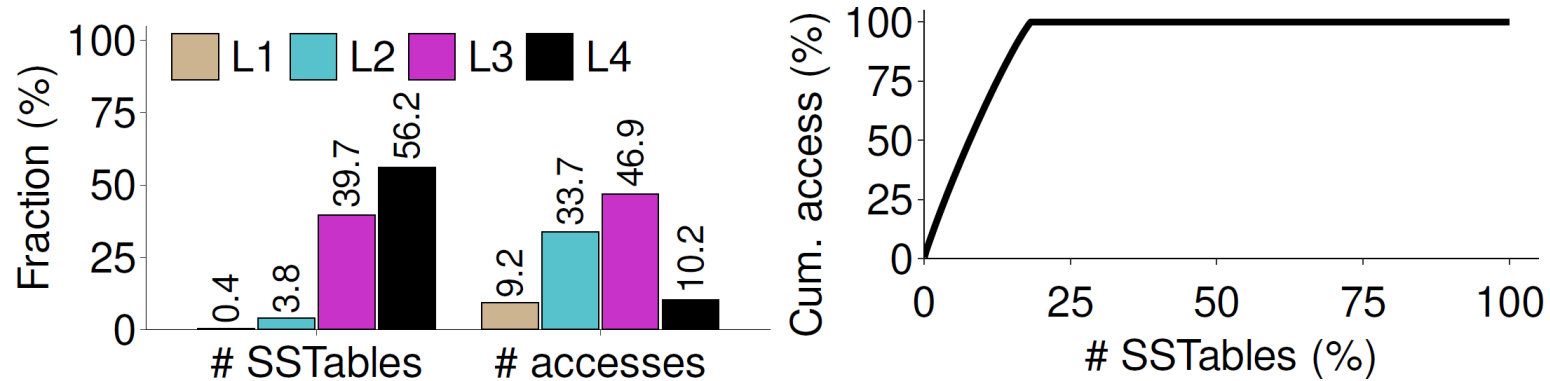 Fraction (%)
100
75
50
25
0
L1 L2 L3 L4
0.4 3.8 39.7 56.2
9.2 33.7 46.9 10.2
# SSTables # accesses
Cum. access (%)
100
75
50
25
0
0 25 50 75 100
# SSTables (%)